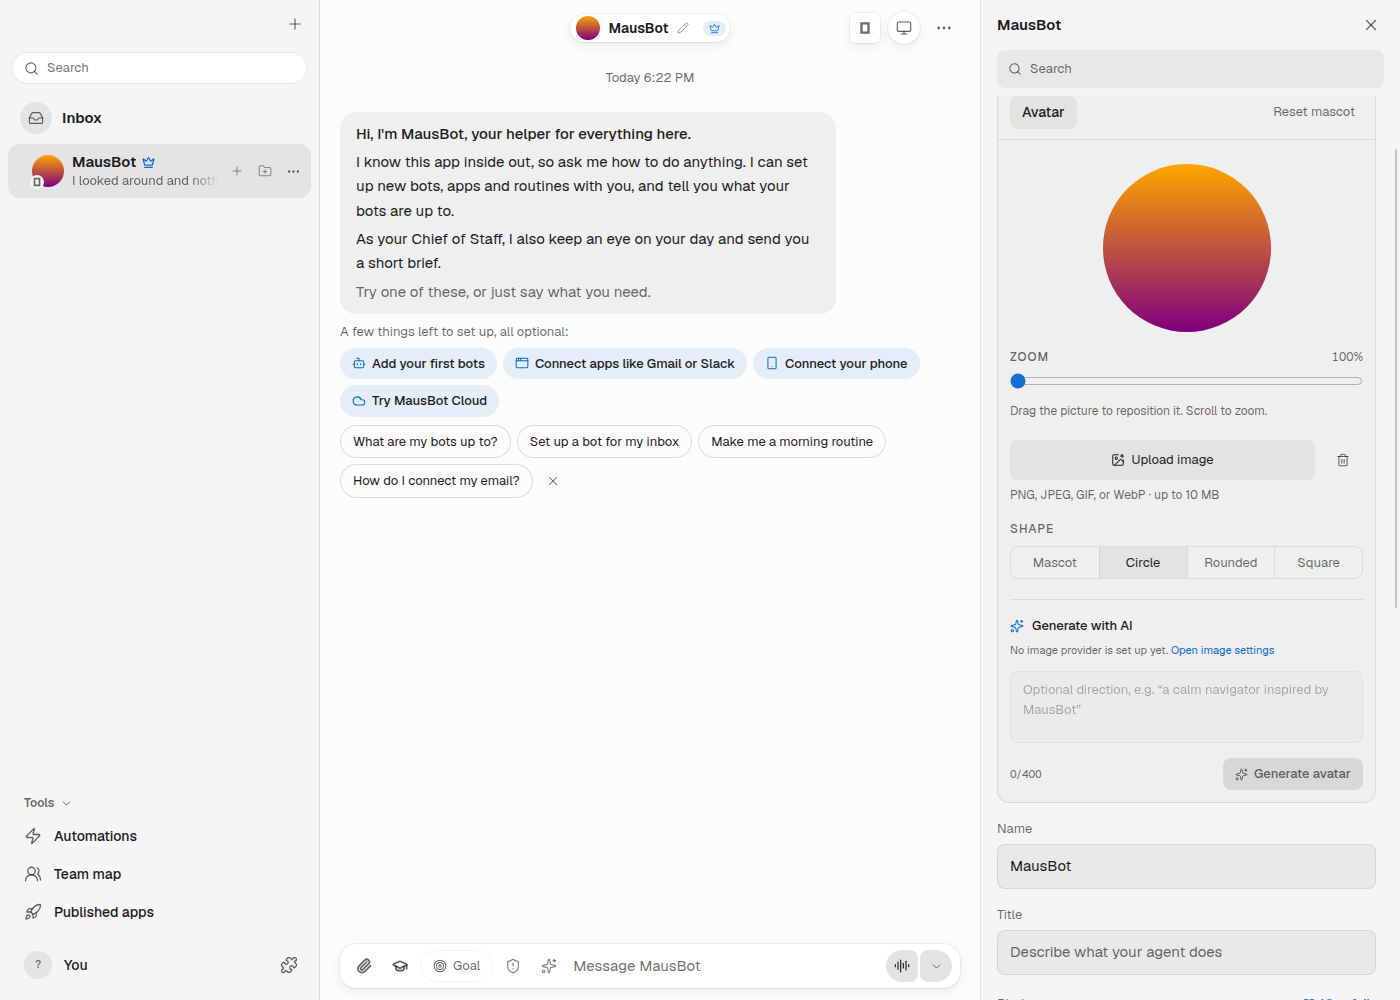 Search
Inbox
MausBot
I looked around and noth
Tools
Automations
Team map
Published apps
?
You
MausBot
Today 6:22 PM
Hi, I'm MausBot, your helper for everything here.
I know this app inside out, so ask me how to do anything. I can set
up new bots, apps and routines with you, and tell you what your
bots are up to.
As your Chief of Staff, I also keep an eye on your day and send you
a short brief.
Try one of these, or just say what you need.
A few things left to set up, all optional:
Add your first bots
Connect apps like Gmail or Slack
Connect your phone
Try MausBot Cloud
What are my bots up to?
Set up a bot for my inbox
Make me a morning routine
How do I connect my email?
Goal
Message MausBot
MausBot
Search
Avatar
Reset mascot
ZOOM
100%
Drag the picture to reposition it. Scroll to zoom.
Upload image
PNG, JPEG, GIF, or WebP · up to 10 MB
SHAPE
Mascot
Circle
Rounded
Square
Generate with AI
No image provider is set up yet. Open image settings
Optional direction, e.g. “a calm navigator inspired by
MausBot”
0/400
Generate avatar
Name
MausBot
Title
Describe what your agent does